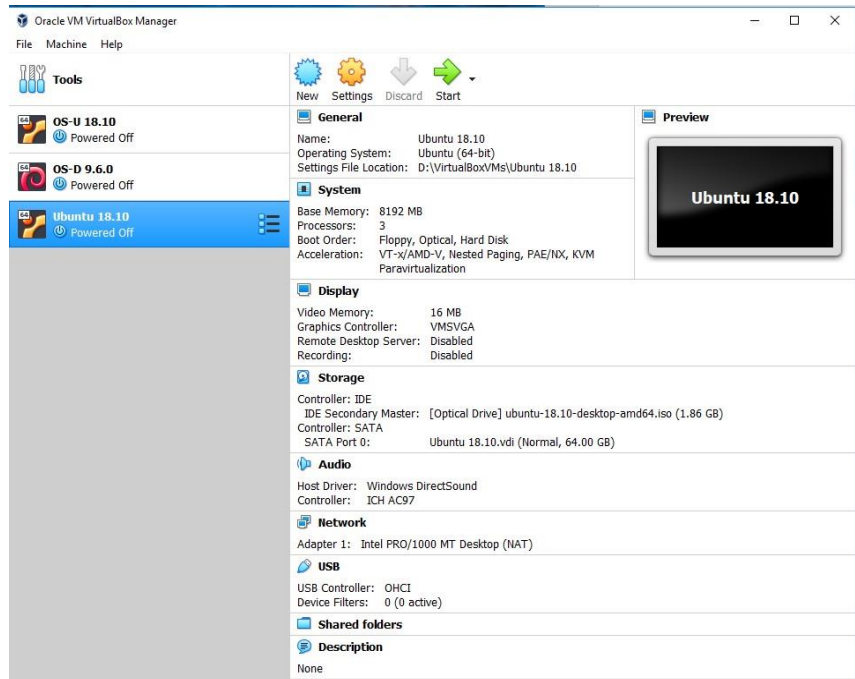 Oracle VM VirtualBox Manager
File Machine Help
Tools
New Settings Discard Start
64
OS-U 18.10
Powered Off
64
OS-D 9.6.0
Powered Off
64
Ubuntu 18.10
Powered Off
General
Name: Ubuntu 18.10
Operating System: Ubuntu (64-bit)
Settings File Location: D:\VirtualBoxVMs\Ubuntu 18.10
Preview
Ubuntu 18.10
System
Base Memory: 8192 MB
Processors: 3
Boot Order: Floppy, Optical, Hard Disk
Acceleration: VT-x/AMD-V, Nested Paging, PAE/NX, KVM
Paravirtualization
Display
Video Memory: 16 MB
Graphics Controller: VMSVGA
Remote Desktop Server: Disabled
Recording: Disabled
Storage
Controller: IDE
IDE Secondary Master: [Optical Drive] ubuntu-18.10-desktop-amd64.iso (1.86 GB)
Controller: SATA
SATA Port 0: Ubuntu 18.10.vdi (Normal, 64.00 GB)
Audio
Host Driver: Windows DirectSound
Controller: ICH AC97
Network
Adapter 1: Intel PRO/1000 MT Desktop (NAT)
USB
USB Controller: OHCI
Device Filters: 0 (0 active)
Shared folders
Description
None